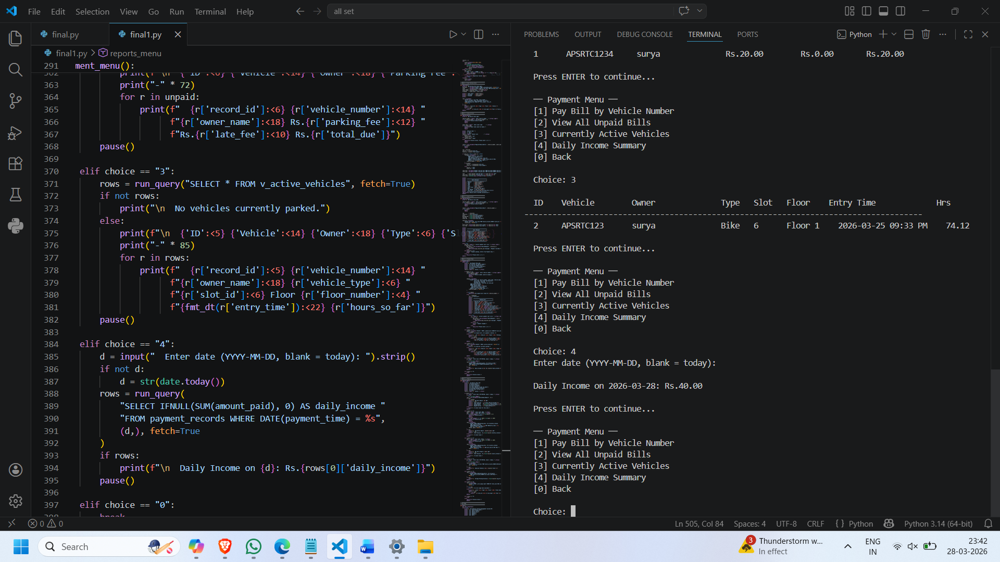 File Edit Selection View Go Run Terminal Help
all set
final.py
final1.py
final1.py > reports_menu
291 ment_menu():
363 print("-" * 72)
364 for r in unpaid:
365 print(f"  {r['record_id']:<6} {r['vehicle_number']:<14} "
366 f"{r['owner_name']:<18} Rs.{r['parking_fee']:<12} "
367 f"Rs.{r['late_fee']:<10} Rs.{r['total_due']}")
368 pause()
369
370 elif choice == "3":
371 rows = run_query("SELECT * FROM v_active_vehicles", fetch=True)
372 if not rows:
373 print("\n  No vehicles currently parked.")
374 else:
375 print(f"\n  {'ID':<5} {'Vehicle':<14} {'Owner':<18} {'Type':<6} {'S
376 print("-" * 85)
377 for r in rows:
378 print(f"  {r['record_id']:<5} {r['vehicle_number']:<14} "
379 f"{r['owner_name']:<18} {r['vehicle_type']:<6} "
380 f"{r['slot_id']:<6} Floor {r['floor_number']:<4} "
381 f"{fmt_dt(r['entry_time']):<22} {r['hours_so_far']}")
382 pause()
383
384 elif choice == "4":
385 d = input("  Enter date (YYYY-MM-DD, blank = today): ").strip()
386 if not d:
387 d = str(date.today())
388 rows = run_query(
389 "SELECT IFNULL(SUM(amount_paid), 0) AS daily_income "
390 "FROM payment_records WHERE DATE(payment_time) = %s",
391 (d,), fetch=True
392 )
393 if rows:
394 print(f"\n  Daily Income on {d}: Rs.{rows[0]['daily_income']}")
395 pause()
396
397 elif choice == "0":
PROBLEMS OUTPUT DEBUG CONSOLE TERMINAL PORTS
Python
1 APSRTC1234 surya Rs.20.00 Rs.0.00 Rs.20.00
Press ENTER to continue...
── Payment Menu ──
[1] Pay Bill by Vehicle Number
[2] View All Unpaid Bills
[3] Currently Active Vehicles
[4] Daily Income Summary
[0] Back
Choice: 3
ID Vehicle Owner Type Slot Floor Entry Time Hrs
-------------------------------------------------------------------------------------
2 APSRTC123 surya Bike 6 Floor 1 2026-03-25 09:33 PM 74.12
Press ENTER to continue...
── Payment Menu ──
[1] Pay Bill by Vehicle Number
[2] View All Unpaid Bills
[3] Currently Active Vehicles
[4] Daily Income Summary
[0] Back
Choice: 4
Enter date (YYYY-MM-DD, blank = today):
Daily Income on 2026-03-28: Rs.40.00
Press ENTER to continue...
── Payment Menu ──
[1] Pay Bill by Vehicle Number
[2] View All Unpaid Bills
[3] Currently Active Vehicles
[4] Daily Income Summary
[0] Back
Choice:
0 0
Ln 505, Col 84 Spaces: 4 UTF-8 CRLF { } Python Python 3.14 (64-bit)
Search
3
Thunderstorm w...
In effect
ENG
IN
23:42
28-03-2026